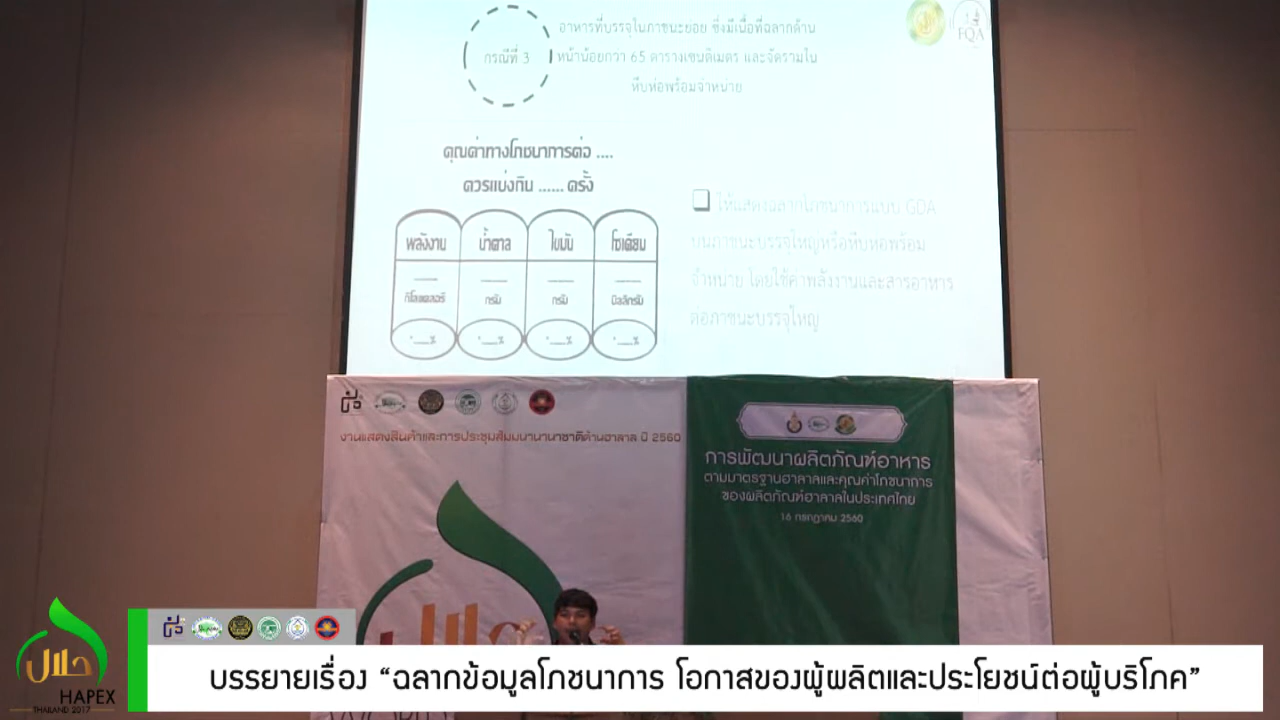 อาหารที่บรรจุในภาชนะย่อย ซึ่งมีเนื้อที่ฉลากด้าน
กรณีที่ 3
หน้าน้อยกว่า 65 ตารางเซนติเมตร และจัดรวมใน
หีบห่อพร้อมจำหน่าย
FQA
คุณค่าทางโภชนาการต่อ ....
ควรแบ่งกิน ...... ครั้ง
พลังงาน น้ำตาล ไขมัน โซเดียม
กิโลแคลอรี กรัม กรัม มิลลิกรัม
ให้แสดงฉลากโภชนาการแบบ GDA
บนภาชนะบรรจุใหญ่หรือหีบห่อพร้อม
จำหน่าย โดยใช้ค่าพลังงานและสารอาหาร
ต่อภาชนะบรรจุใหญ่
งานแสดงสินค้าและการประชุมสัมมนานานาชาติด้านฮาลาล ปี 2560
การพัฒนาผลิตภัณฑ์อาหาร
ตามมาตรฐานฮาลาลและคุณค่าโภชนาการ
ของผลิตภัณฑ์ฮาลาลในประเทศไทย
16 กรกฎาคม 2560
حلال
HAPEX
THAILAND 2017
บรรยายเรื่อง “ฉลากข้อมูลโภชนาการ โอกาสของผู้ผลิตและประโยชน์ต่อผู้บริโภค”